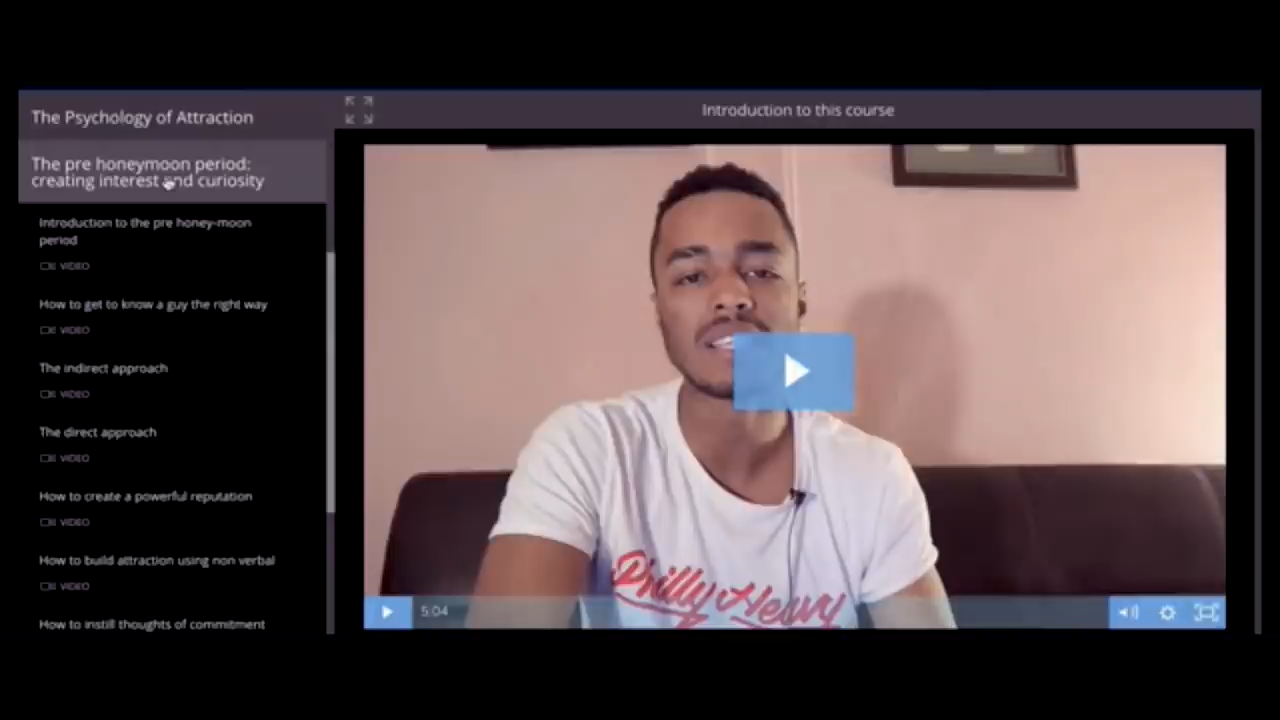 The Psychology of Attraction
Introduction to this course
The pre honeymoon period:
creating interest and curiosity
Introduction to the pre honey-moon
period
VIDEO
How to get to know a guy the right way
VIDEO
The indirect approach
VIDEO
The direct approach
VIDEO
How to create a powerful reputation
VIDEO
How to build attraction using non verbal
VIDEO
How to instill thoughts of commitment
Philly Heavy
5:04